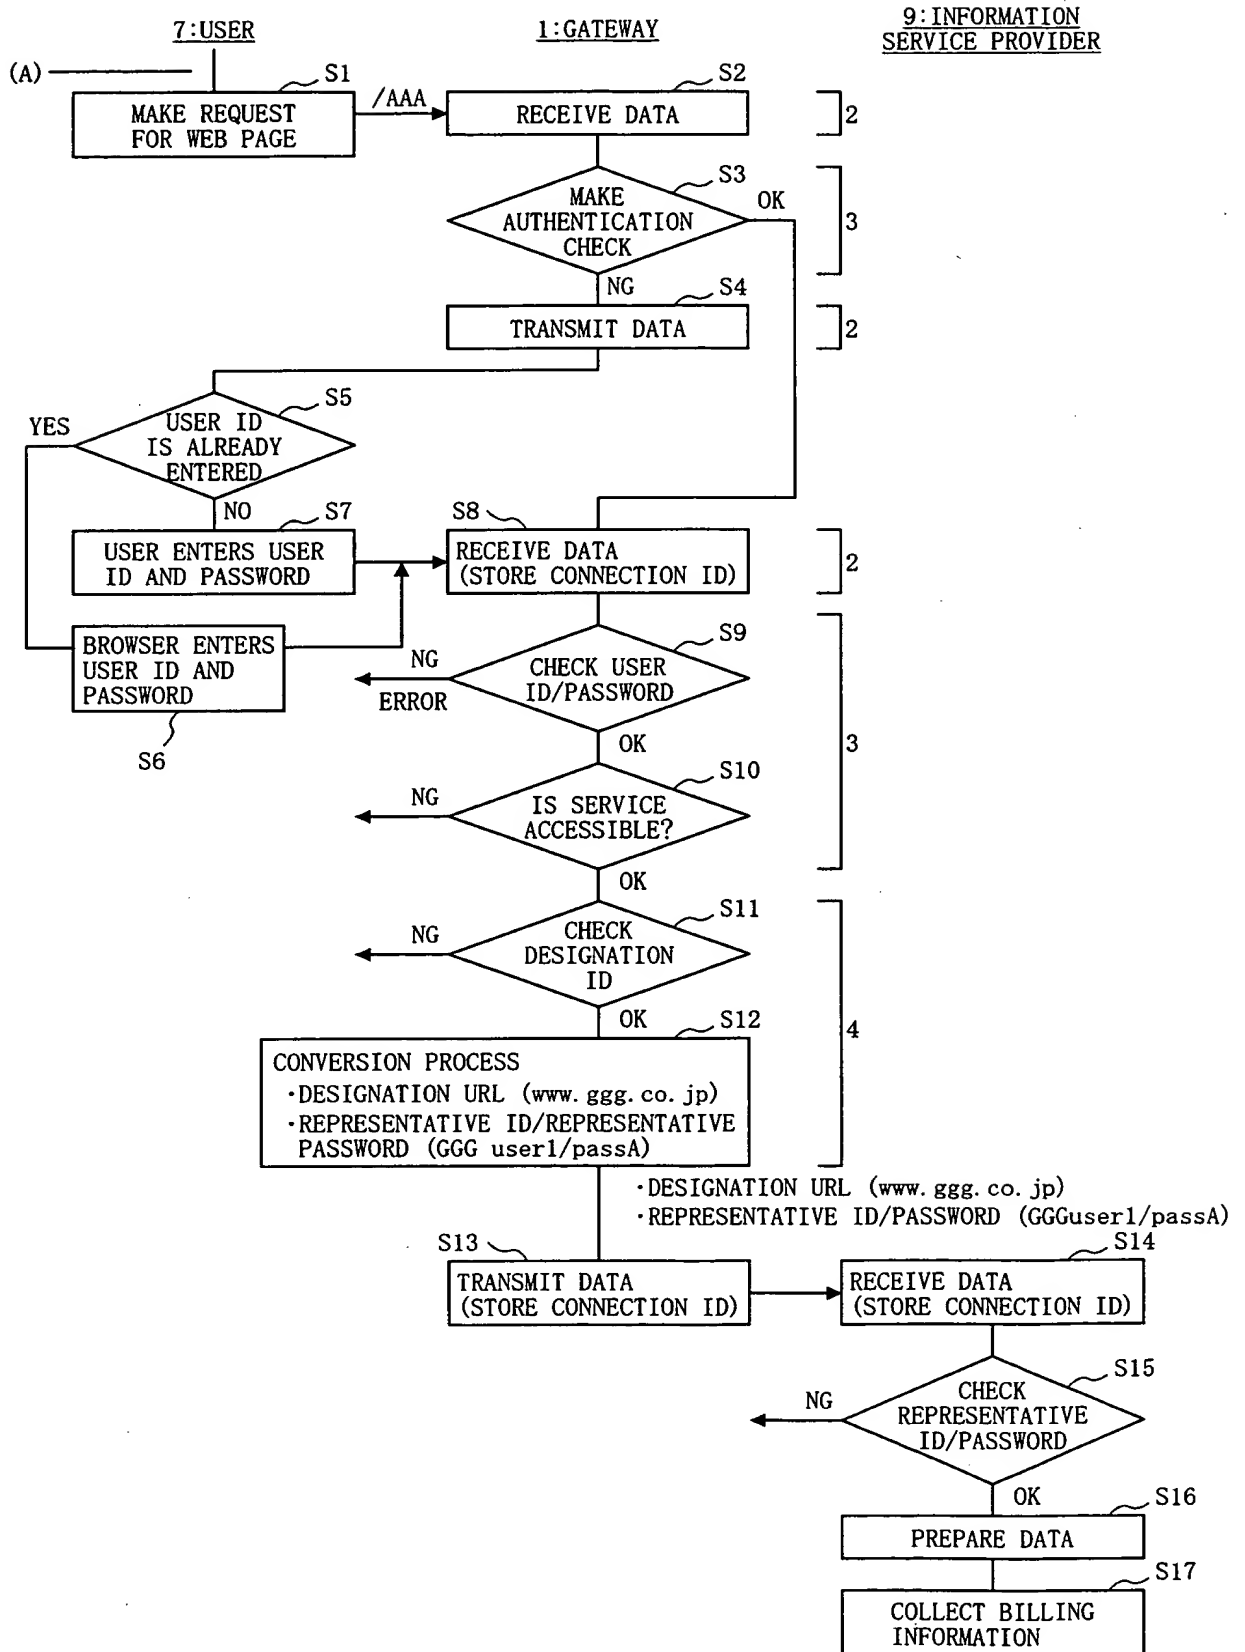 7:USER
1:GATEWAY
9:INFORMATION
SERVICE PROVIDER
(A)
S1
MAKE REQUEST
FOR WEB PAGE
/AAA
S2
RECEIVE DATA
2
S3
MAKE
AUTHENTICATION
CHECK
OK
3
NG
S4
TRANSMIT DATA
2
S5
YES
USER ID
IS ALREADY
ENTERED
NO
S7
USER ENTERS USER
ID AND PASSWORD
S8
RECEIVE DATA
(STORE CONNECTION ID)
2
BROWSER ENTERS
USER ID AND
PASSWORD
S6
S9
NG
ERROR
CHECK USER
ID/PASSWORD
OK
3
S10
NG
IS SERVICE
ACCESSIBLE?
OK
S11
NG
CHECK
DESIGNATION
ID
OK
S12
4
CONVERSION PROCESS
·DESIGNATION URL (www.ggg.co.jp)
·REPRESENTATIVE ID/REPRESENTATIVE
PASSWORD (GGG user1/passA)
·DESIGNATION URL (www.ggg.co.jp)
·REPRESENTATIVE ID/PASSWORD (GGGuser1/passA)
S13
TRANSMIT DATA
(STORE CONNECTION ID)
S14
RECEIVE DATA
(STORE CONNECTION ID)
S15
NG
CHECK
REPRESENTATIVE
ID/PASSWORD
OK
S16
PREPARE DATA
S17
COLLECT BILLING
INFORMATION